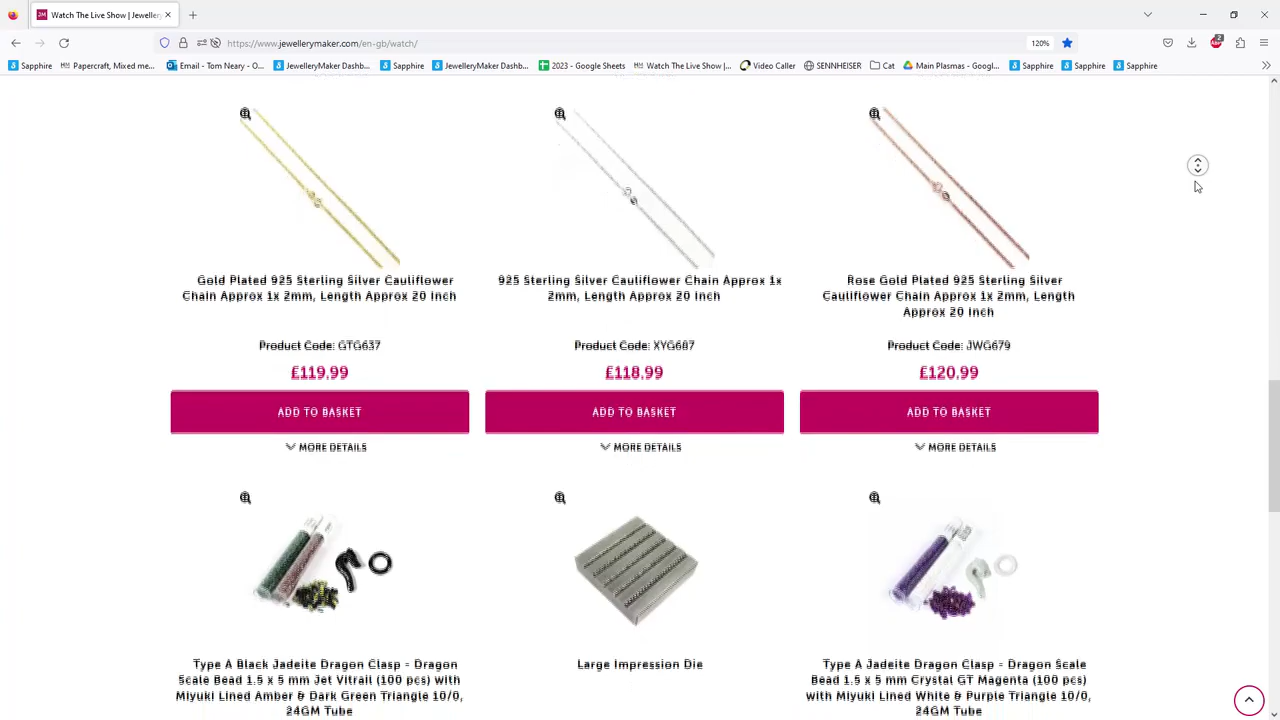 Watch The Live Show | Jewellery
https://www.jewellerymaker.com/en-gb/watch/
120%
2
Sapphire
Papercraft, Mixed me...
Email - Tom Neary - O...
JewelleryMaker Dashb...
Sapphire
JewelleryMaker Dashb...
2023 - Google Sheets
Watch The Live Show |...
Video Caller
SENNHEISER
Cat
Main Plasmas - Googl...
Sapphire
Sapphire
Sapphire
Gold Plated 925 Sterling Silver Cauliflower
Chain Approx 1x 2mm, Length Approx 20 Inch
Product Code: GTG637
£119.99
ADD TO BASKET
MORE DETAILS
925 Sterling Silver Cauliflower Chain Approx 1x
2mm, Length Approx 20 Inch
Product Code: XYG687
£118.99
ADD TO BASKET
MORE DETAILS
Rose Gold Plated 925 Sterling Silver
Cauliflower Chain Approx 1x 2mm, Length
Approx 20 Inch
Product Code: JWG679
£120.99
ADD TO BASKET
MORE DETAILS
Type A Black Jadeite Dragon Clasp = Dragon
Scale Bead 1.5 x 5 mm Jet Vitrail (100 pcs) with
Miyuki Lined Amber & Dark Green Triangle 10/0,
24GM Tube
Large Impression Die
Type A Jadeite Dragon Clasp = Dragon Scale
Bead 1.5 x 5 mm Crystal GT Magenta (100 pcs)
with Miyuki Lined White & Purple Triangle 10/0,
24GM Tube